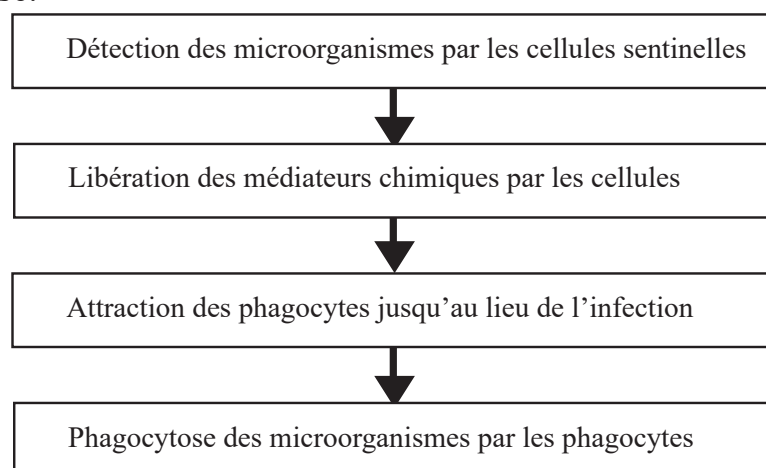 Détection des microorganismes par les cellules sentinelles
Libération des médiateurs chimiques par les cellules
Attraction des phagocytes jusqu’au lieu de l’infection
Phagocytose des microorganismes par les phagocytes